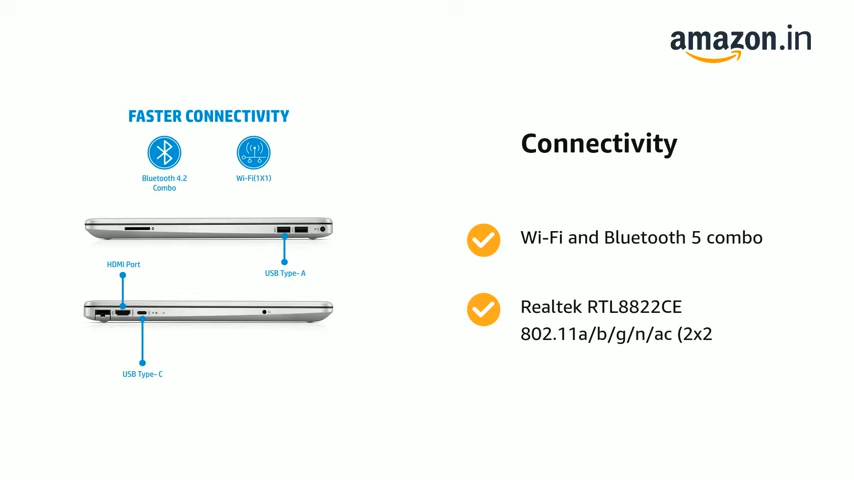 amazon.in
FASTER CONNECTIVITY
Bluetooth 4.2
Combo
Wi-Fi(1X1)
HDMI Port
USB Type- A
USB Type- C
Connectivity
Wi-Fi and Bluetooth 5 combo
Realtek RTL8822CE
802.11a/b/g/n/ac (2x2